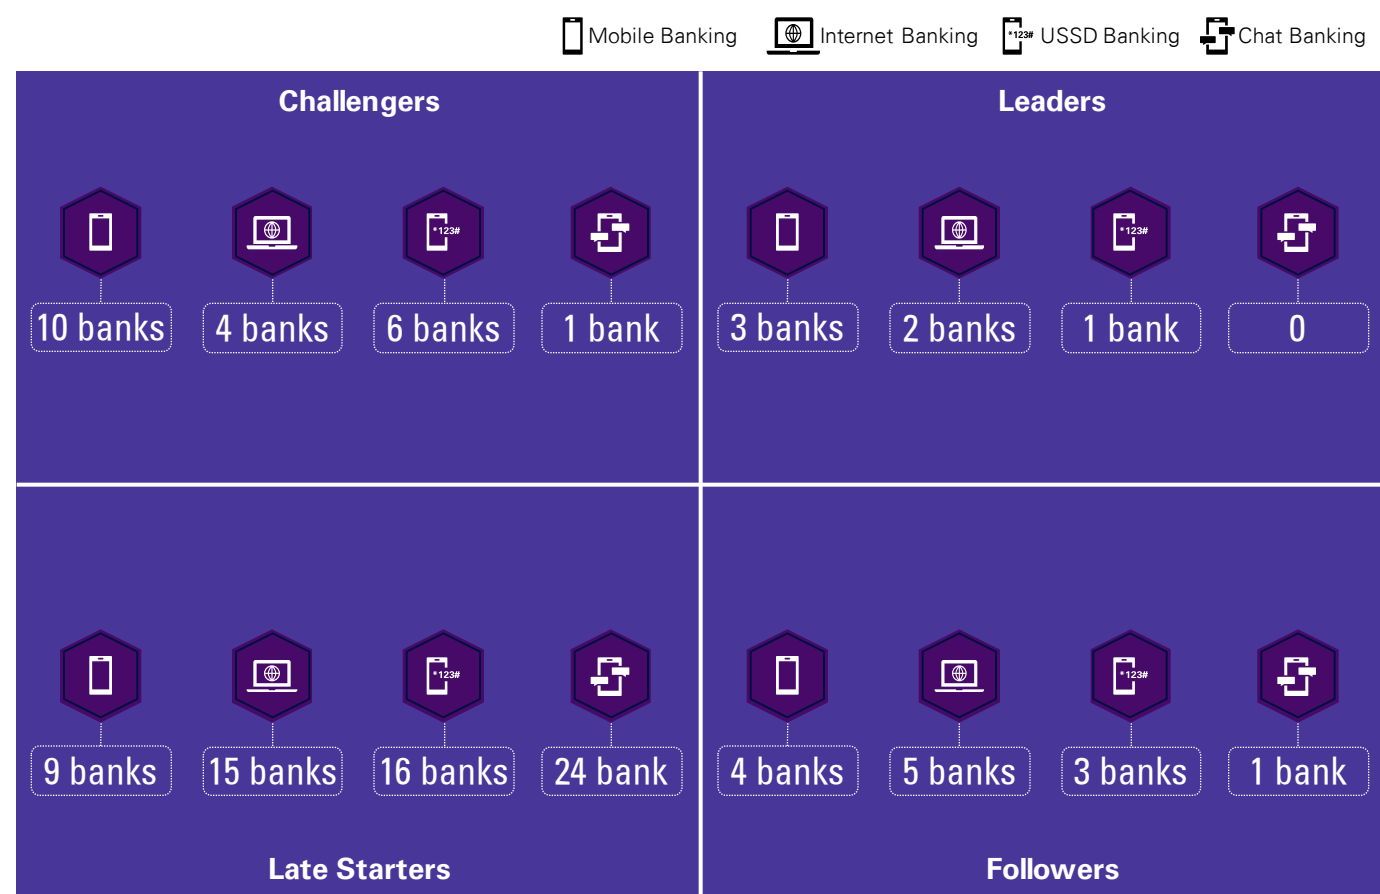 Mobile Banking Internet Banking *123# USSD Banking Chat Banking
Challengers
*123#
10 banks 4 banks 6 banks 1 bank
Leaders
*123#
3 banks 2 banks 1 bank 0
*123#
9 banks 15 banks 16 banks 24 bank
Late Starters
*123#
4 banks 5 banks 3 banks 1 bank
Followers